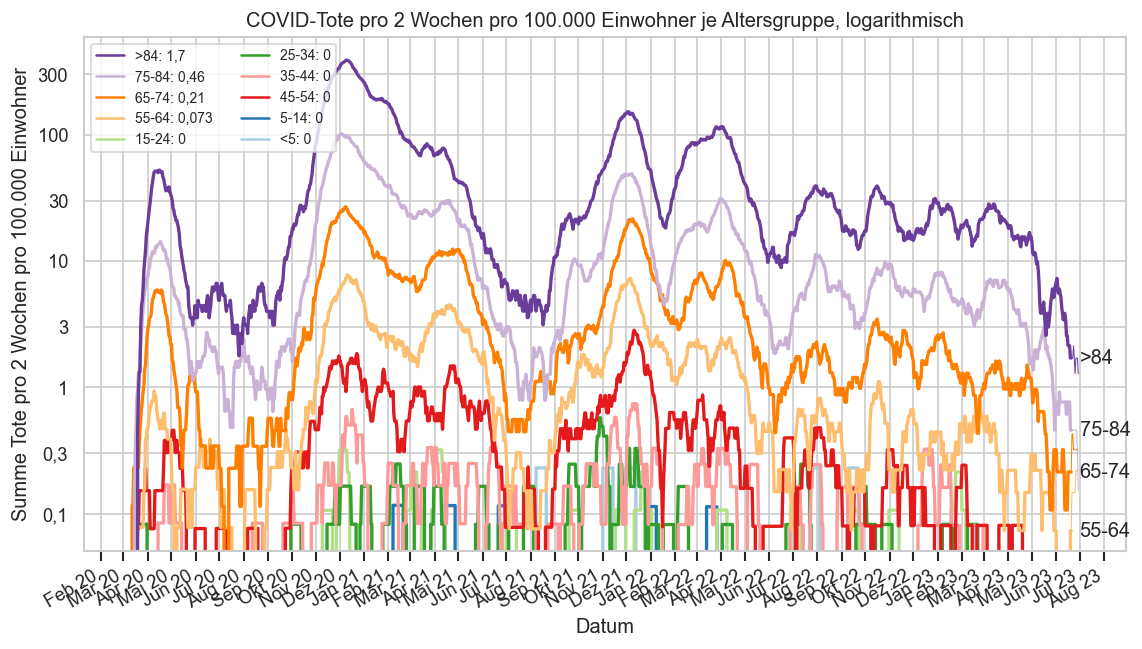 COVID-Tote pro 2 Wochen pro 100.000 Einwohner je Altersgruppe, logarithmisch
Summe Tote pro 2 Wochen pro 100.000 Einwohner
300
100
30
10
3
1
0,3
0,1
>84: 1,7
75-84: 0,46
65-74: 0,21
55-64: 0,073
15-24: 0
25-34: 0
35-44: 0
45-54: 0
5-14: 0
<5: 0
>84
75-84
65-74
55-64
Feb 20
Mär 20
Apr 20
Mai 20
Jun 20
Jul 20
Aug 20
Sep 20
Okt 20
Nov 20
Dez 20
Jan 21
Feb 21
Mär 21
Apr 21
Mai 21
Jun 21
Jul 21
Aug 21
Sep 21
Okt 21
Nov 21
Dez 21
Jan 22
Feb 22
Mär 22
Apr 22
Mai 22
Jun 22
Jul 22
Aug 22
Sep 22
Okt 22
Nov 22
Dez 22
Jan 23
Feb 23
Mär 23
Apr 23
Mai 23
Jun 23
Jul 23
Aug 23
Datum